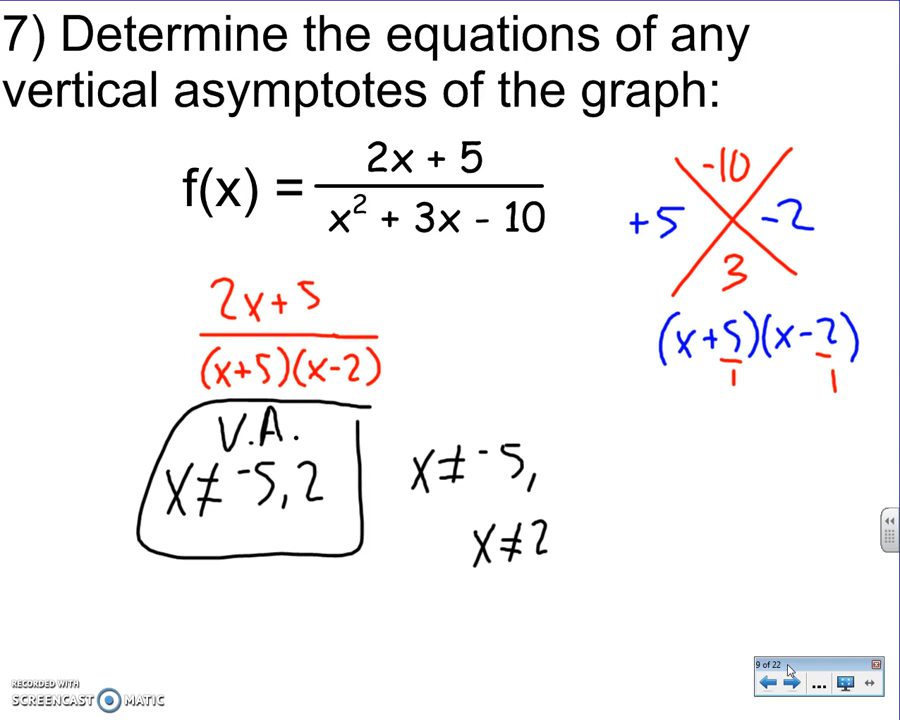 7) Determine the equations of any
vertical asymptotes of the graph:
f(x) = (2x + 5) / (x² + 3x - 10)
-10
+5 -2
3
(x+5)(x-2)
1 1
2x+5
(x+5)(x-2)
V.A.
x≠ -5, 2
x≠ -5,
x≠2
9 of 22
RECORDED WITH
SCREENCAST MATIC